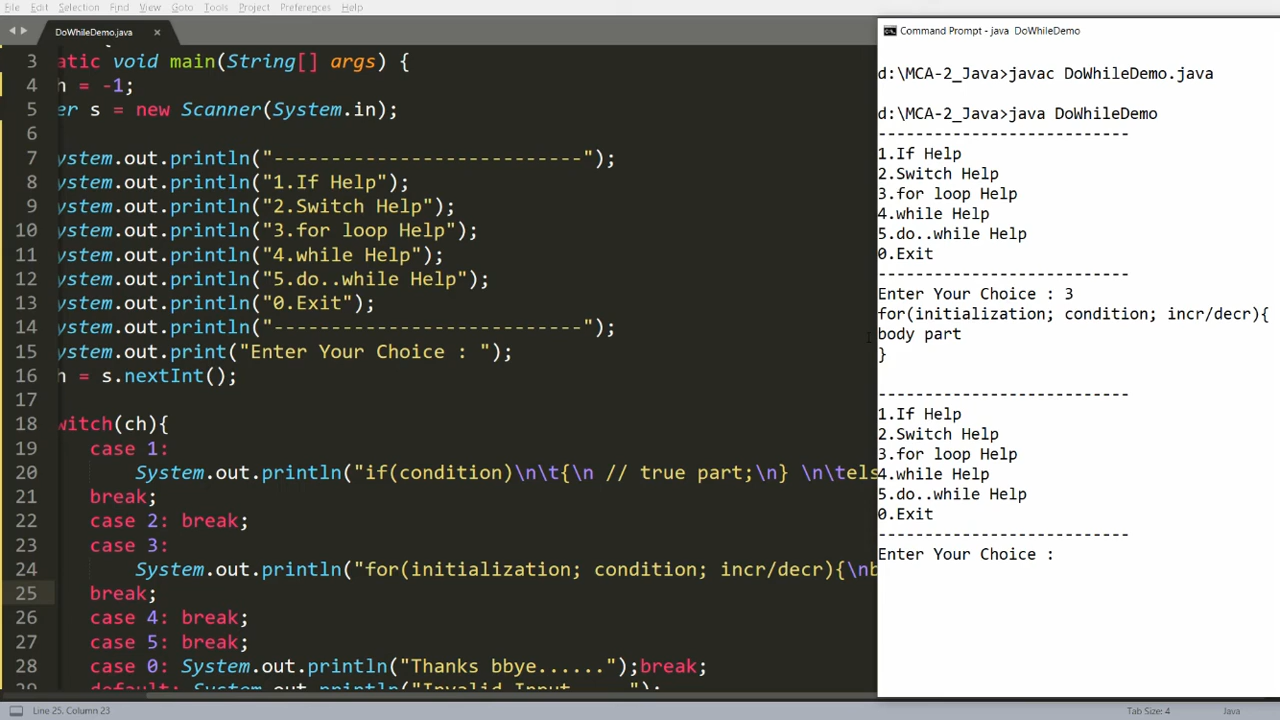 File Edit Selection Find View Goto Tools Project Preferences Help
DoWhileDemo.java ×
3 atic void main(String[] args) {
4 h = -1;
5 er s = new Scanner(System.in);
6
7 ystem.out.println("---------------------------");
8 ystem.out.println("1.If Help");
9 ystem.out.println("2.Switch Help");
10 ystem.out.println("3.for loop Help");
11 ystem.out.println("4.while Help");
12 ystem.out.println("5.do..while Help");
13 ystem.out.println("0.Exit");
14 ystem.out.println("---------------------------");
15 ystem.out.print("Enter Your Choice : ");
16 h = s.nextInt();
17
18 witch(ch){
19 case 1:
20 System.out.println("if(condition)\n\t{\n // true part;\n} \n\tels
21 break;
22 case 2: break;
23 case 3:
24 System.out.println("for(initialization; condition; incr/decr){\nb
25 break;
26 case 4: break;
27 case 5: break;
28 case 0: System.out.println("Thanks bbye......");break;
29 default: System.out.println("Invalid Input.....");
Line 25, Column 23
Tab Size: 4
Java
Command Prompt - java DoWhileDemo
d:\MCA-2_Java>javac DoWhileDemo.java
d:\MCA-2_Java>java DoWhileDemo
---------------------------
1.If Help
2.Switch Help
3.for loop Help
4.while Help
5.do..while Help
0.Exit
---------------------------
Enter Your Choice : 3
for(initialization; condition; incr/decr){
body part
}
---------------------------
1.If Help
2.Switch Help
3.for loop Help
4.while Help
5.do..while Help
0.Exit
---------------------------
Enter Your Choice :